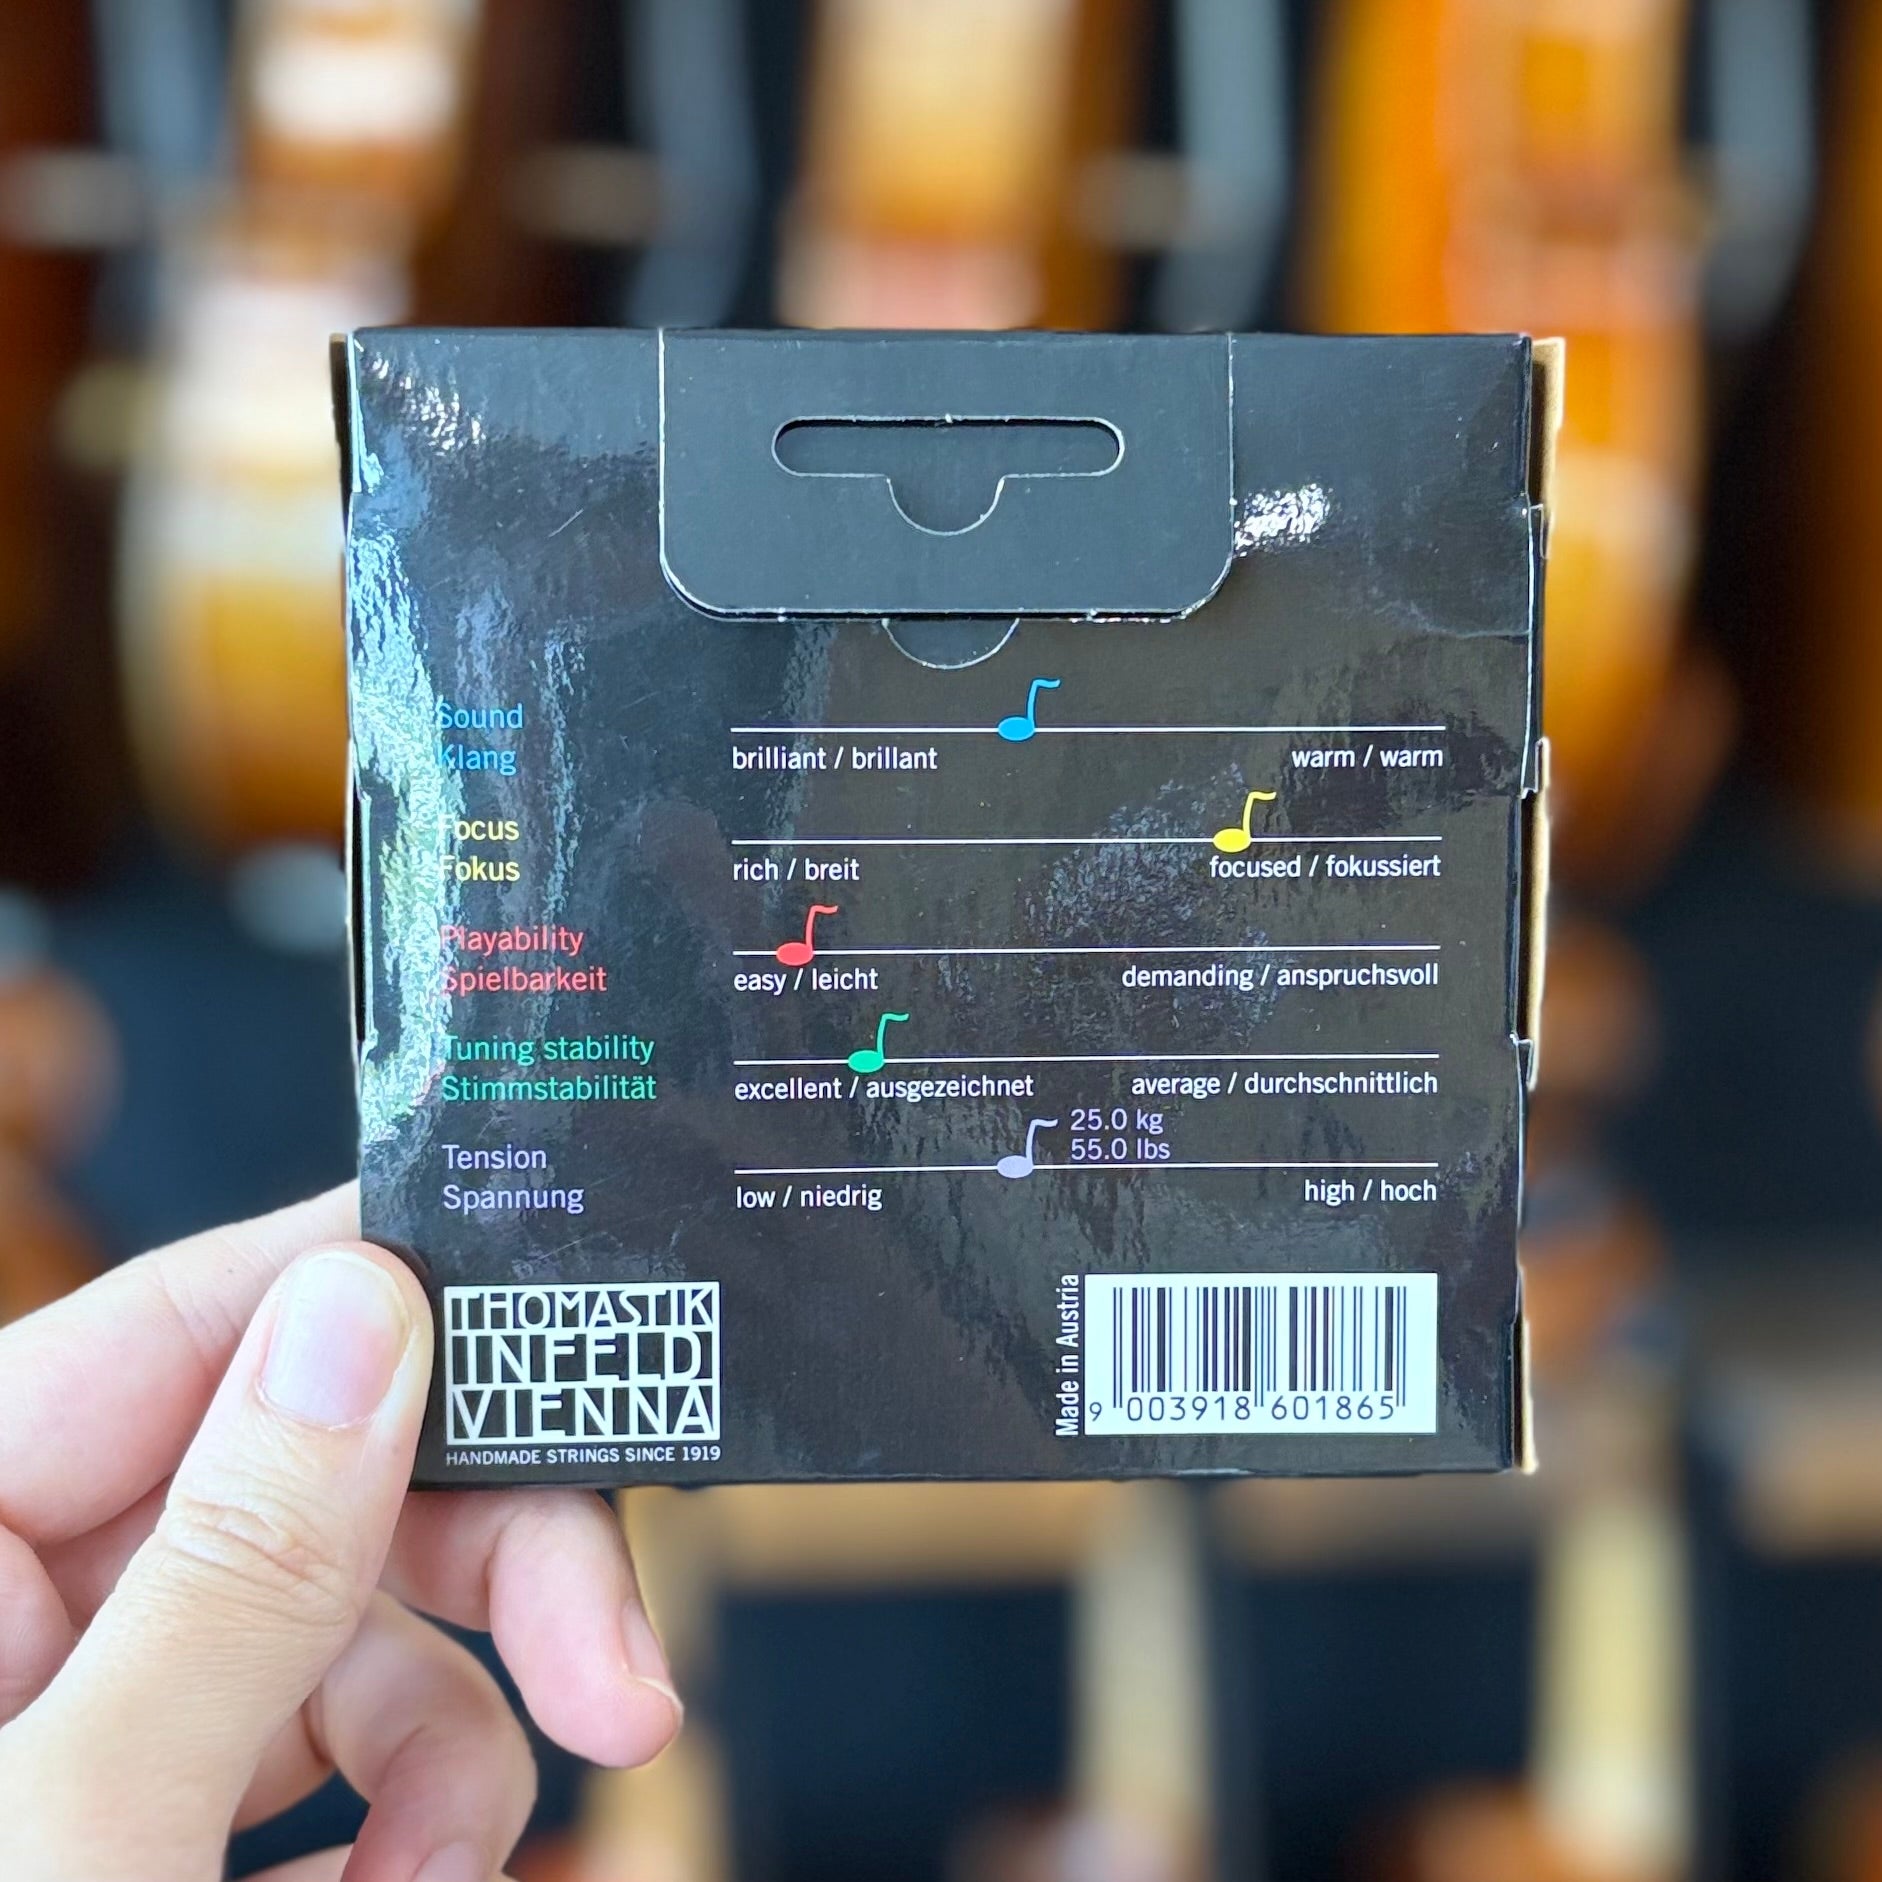 Sound
Klang
brilliant / brillant
warm / warm
Focus
Fokus
rich / breit
focused / fokussiert
Playability
Spielbarkeit
easy / leicht
demanding / anspruchsvoll
Tuning stability
Stimmstabilität
excellent / ausgezeichnet
average / durchschnittlich
25.0 kg
55.0 lbs
Tension
Spannung
low / niedrig
high / hoch
THOMASTIK
INFELD
VIENNA
HANDMADE STRINGS SINCE 1919
Made in Austria
9 003918 601865